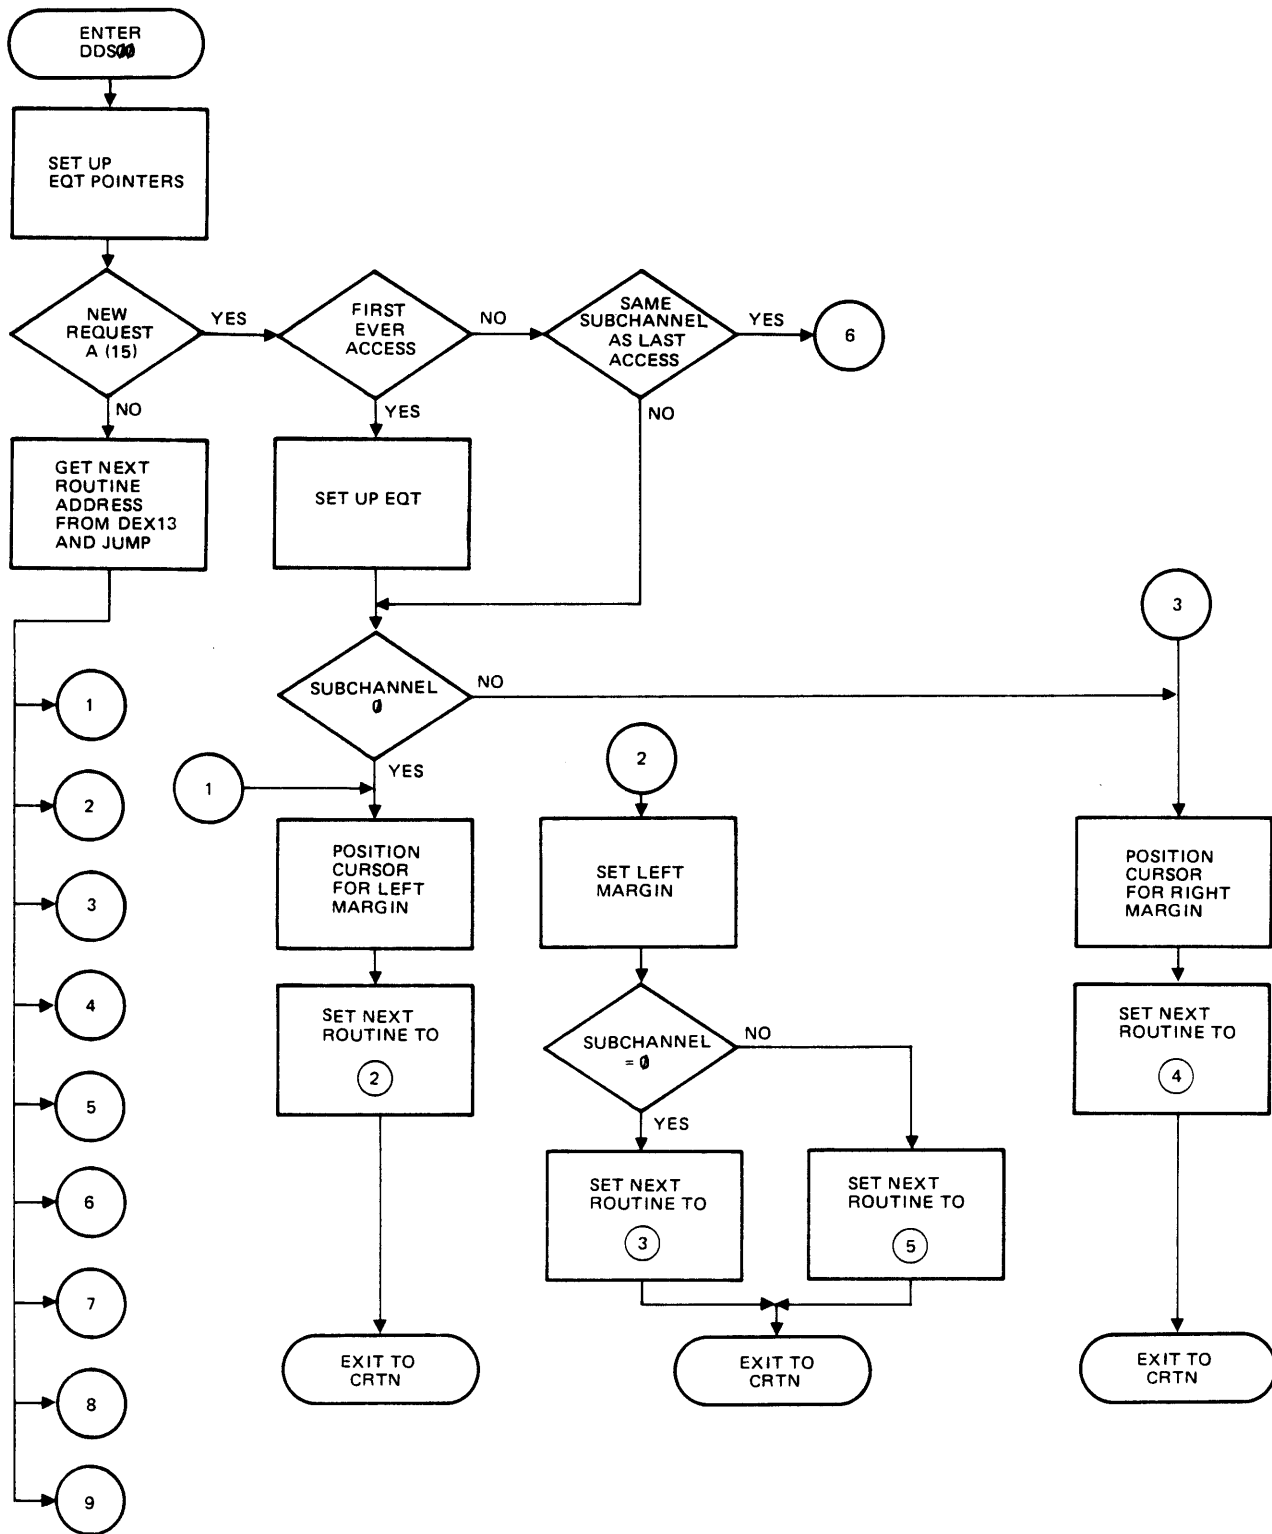 ENTER
DDS00
SET UP
EQT POINTERS
NEW
REQUEST
A (15)
YES
FIRST
EVER
ACCESS
NO
SAME
SUBCHANNEL
AS LAST
ACCESS
YES
6
NO
YES
NO
GET NEXT
ROUTINE
ADDRESS
FROM DEX13
AND JUMP
SET UP EQT
3
SUBCHANNEL
0
NO
1
2
YES
1
2
POSITION
CURSOR
FOR LEFT
MARGIN
SET LEFT
MARGIN
POSITION
CURSOR
FOR RIGHT
MARGIN
3
4
SET NEXT
ROUTINE TO
2
SUBCHANNEL
= 0
NO
SET NEXT
ROUTINE TO
4
5
YES
6
SET NEXT
ROUTINE TO
3
SET NEXT
ROUTINE TO
5
7
EXIT TO
CRTN
EXIT TO
CRTN
EXIT TO
CRTN
8
9